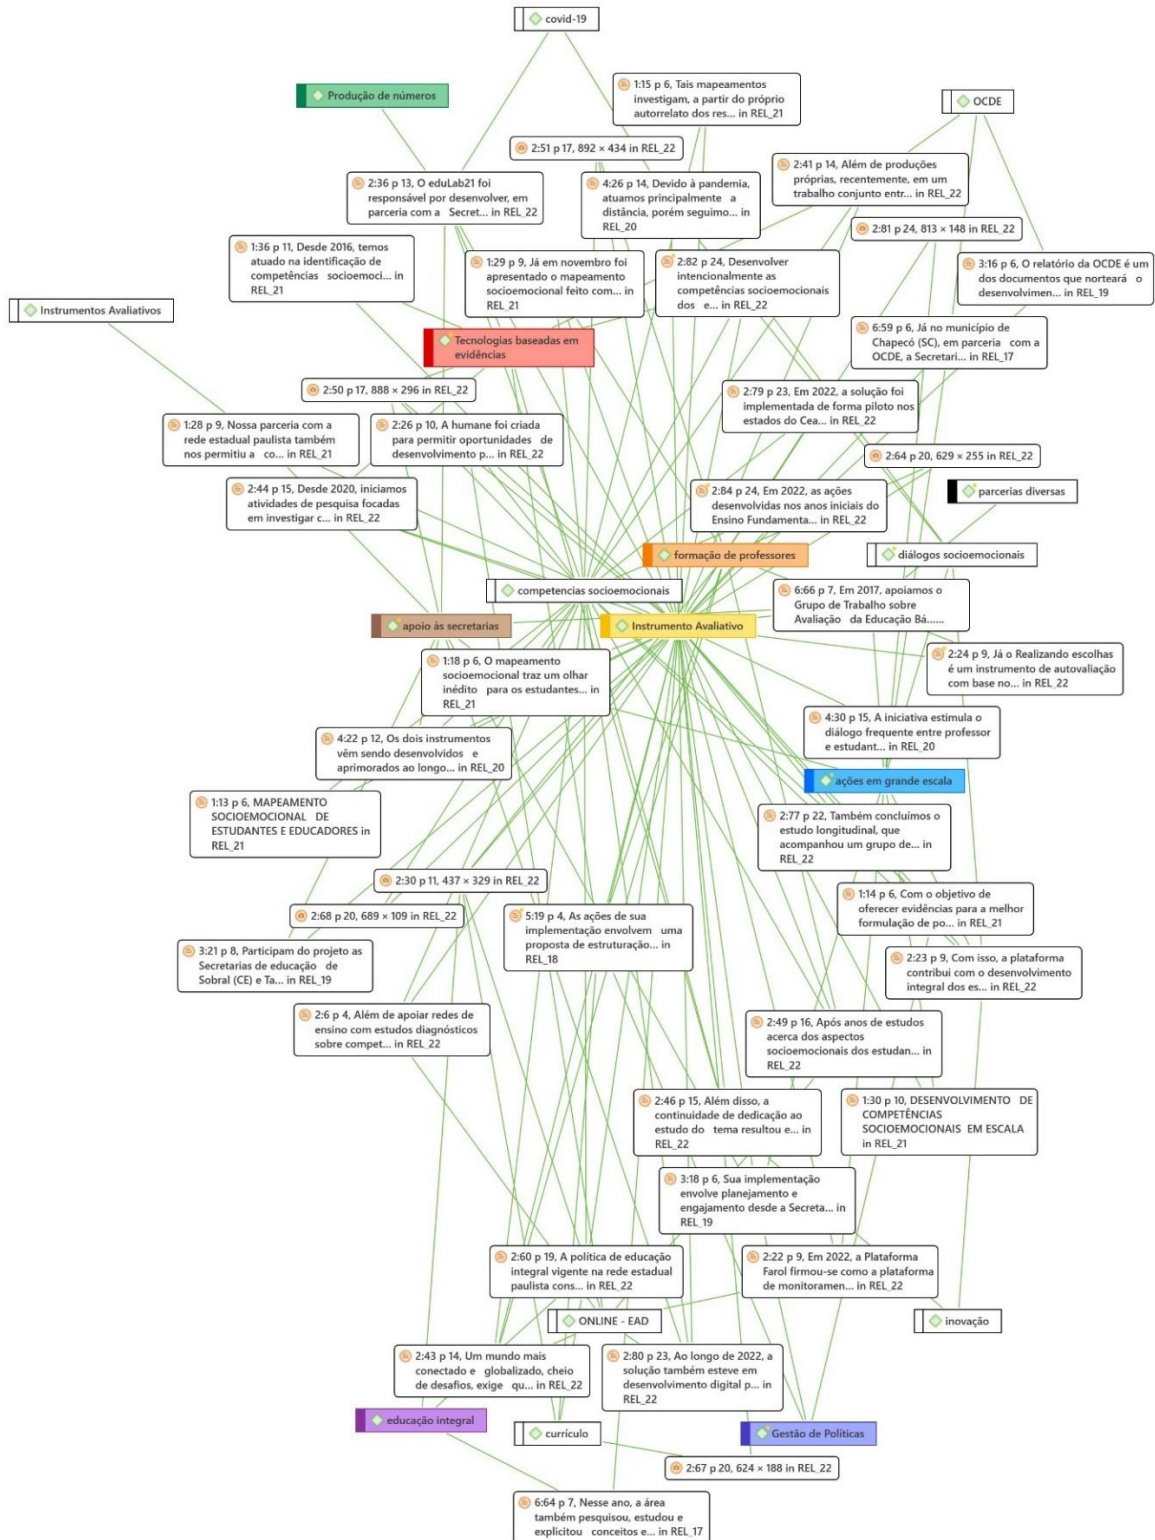 covid-19
Produção de números
1:15 p 6, Tais mapeamentos
investigam, a partir do próprio
autorrelato dos res... in REL_21
OCDE
2:51 p 17, 892 × 434 in REL_22
2:41 p 14, Além de produções
próprias, recentemente, em um
trabalho conjunto entr... in REL_22
2:36 p 13, O eduLab21 foi
responsável por desenvolver, em
parceria com a Secret... in REL_22
4:26 p 14, Devido à pandemia,
atuamos principalmente a
distância, porém seguimo... in
REL_20
2:81 p 24, 813 × 148 in REL_22
1:36 p 11, Desde 2016, temos
atuado na identificação de
competências socioemoci... in
REL_21
1:29 p 9, Já em novembro foi
apresentado o mapeamento
socioemocional feito com... in
REL_21
2:82 p 24, Desenvolver
intencionalmente as
competências socioemocionais
dos e... in REL_22
3:16 p 6, O relatório da OCDE é um
dos documentos que norteará o
desenvolvimen... in REL_19
Instrumentos Avaliativos
Tecnologias baseadas em
evidências
6:59 p 6, Já no município de
Chapecó (SC), em parceria com a
OCDE, a Secretari... in REL_17
2:50 p 17, 888 × 296 in REL_22
2:79 p 23, Em 2022, a solução foi
implementada de forma piloto nos
estados do Cea... in REL_22
1:28 p 9, Nossa parceria com a
rede estadual paulista também
nos permitiu a co... in REL_21
2:26 p 10, A humane foi criada
para permitir oportunidades de
desenvolvimento p... in REL_22
2:64 p 20, 629 × 255 in REL_22
2:44 p 15, Desde 2020, iniciamos
atividades de pesquisa focadas
em investigar c... in REL_22
2:84 p 24, Em 2022, as ações
desenvolvidas nos anos iniciais do
Ensino Fundamenta... in REL_22
parcerias diversas
formação de professores
diálogos socioemocionais
competencias socioemocionais
6:66 p 7, Em 2017, apoiamos o
Grupo de Trabalho sobre
Avaliação da Educação Bá......
apoio às secretarias
Instrumento Avaliativo
2:24 p 9, Já o Realizando escolhas
é um instrumento de autovaliação
com base no... in REL_22
1:18 p 6, O mapeamento
socioemocional traz um olhar
inédito para os estudantes... in
REL_21
4:30 p 15, A iniciativa estimula o
diálogo frequente entre professor
e estudant... in REL_20
4:22 p 12, Os dois instrumentos
vêm sendo desenvolvidos e
aprimorados ao longo... in REL_20
ações em grande escala
1:13 p 6, MAPEAMENTO
SOCIOEMOCIONAL DE
ESTUDANTES E EDUCADORES in
REL_21
2:77 p 22, Também concluímos o
estudo longitudinal, que
acompanhou um grupo de... in
REL_22
2:30 p 11, 437 × 329 in REL_22
1:14 p 6, Com o objetivo de
oferecer evidências para a melhor
formulação de po... in REL_21
2:68 p 20, 689 × 109 in REL_22
5:19 p 4, As ações de sua
implementação envolvem uma
proposta de estruturação... in
REL_18
3:21 p 8, Participam do projeto as
Secretarias de educação de
Sobral (CE) e Ta... in REL_19
2:23 p 9, Com isso, a plataforma
contribui com o desenvolvimento
integral dos es... in REL_22
2:6 p 4, Além de apoiar redes de
ensino com estudos diagnósticos
sobre compet... in REL_22
2:49 p 16, Após anos de estudos
acerca dos aspectos
socioemocionais dos estudan... in
REL_22
2:46 p 15, Além disso, a
continuidade de dedicação ao
estudo do tema resultou e... in
REL_22
1:30 p 10, DESENVOLVIMENTO DE
COMPETÊNCIAS
SOCIOEMOCIONAIS EM ESCALA
in REL_21
3:18 p 6, Sua implementação
envolve planejamento e
engajamento desde a Secreta... in
REL_19
2:60 p 19, A política de educação
integral vigente na rede estadual
paulista cons... in REL_22
2:22 p 9, Em 2022, a Plataforma
Farol firmou-se como a plataforma
de monitoramen... in REL_22
ONLINE - EAD
inovação
2:43 p 14, Um mundo mais
conectado e globalizado, cheio
de desafios, exige qu... in REL_22
2:80 p 23, Ao longo de 2022, a
solução também esteve em
desenvolvimento digital p... in
REL_22
educação integral
currículo
Gestão de Políticas
2:67 p 20, 624 × 188 in REL_22
6:64 p 7, Nesse ano, a área
também pesquisou, estudou e
explicitou conceitos e... in REL_17